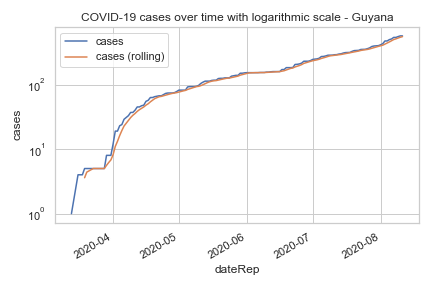 COVID-19 cases over time with logarithmic scale - Guyana
cases
cases (rolling)
10²
10¹
10⁰
cases
2020-04
2020-05
2020-06
2020-07
2020-08
dateRep